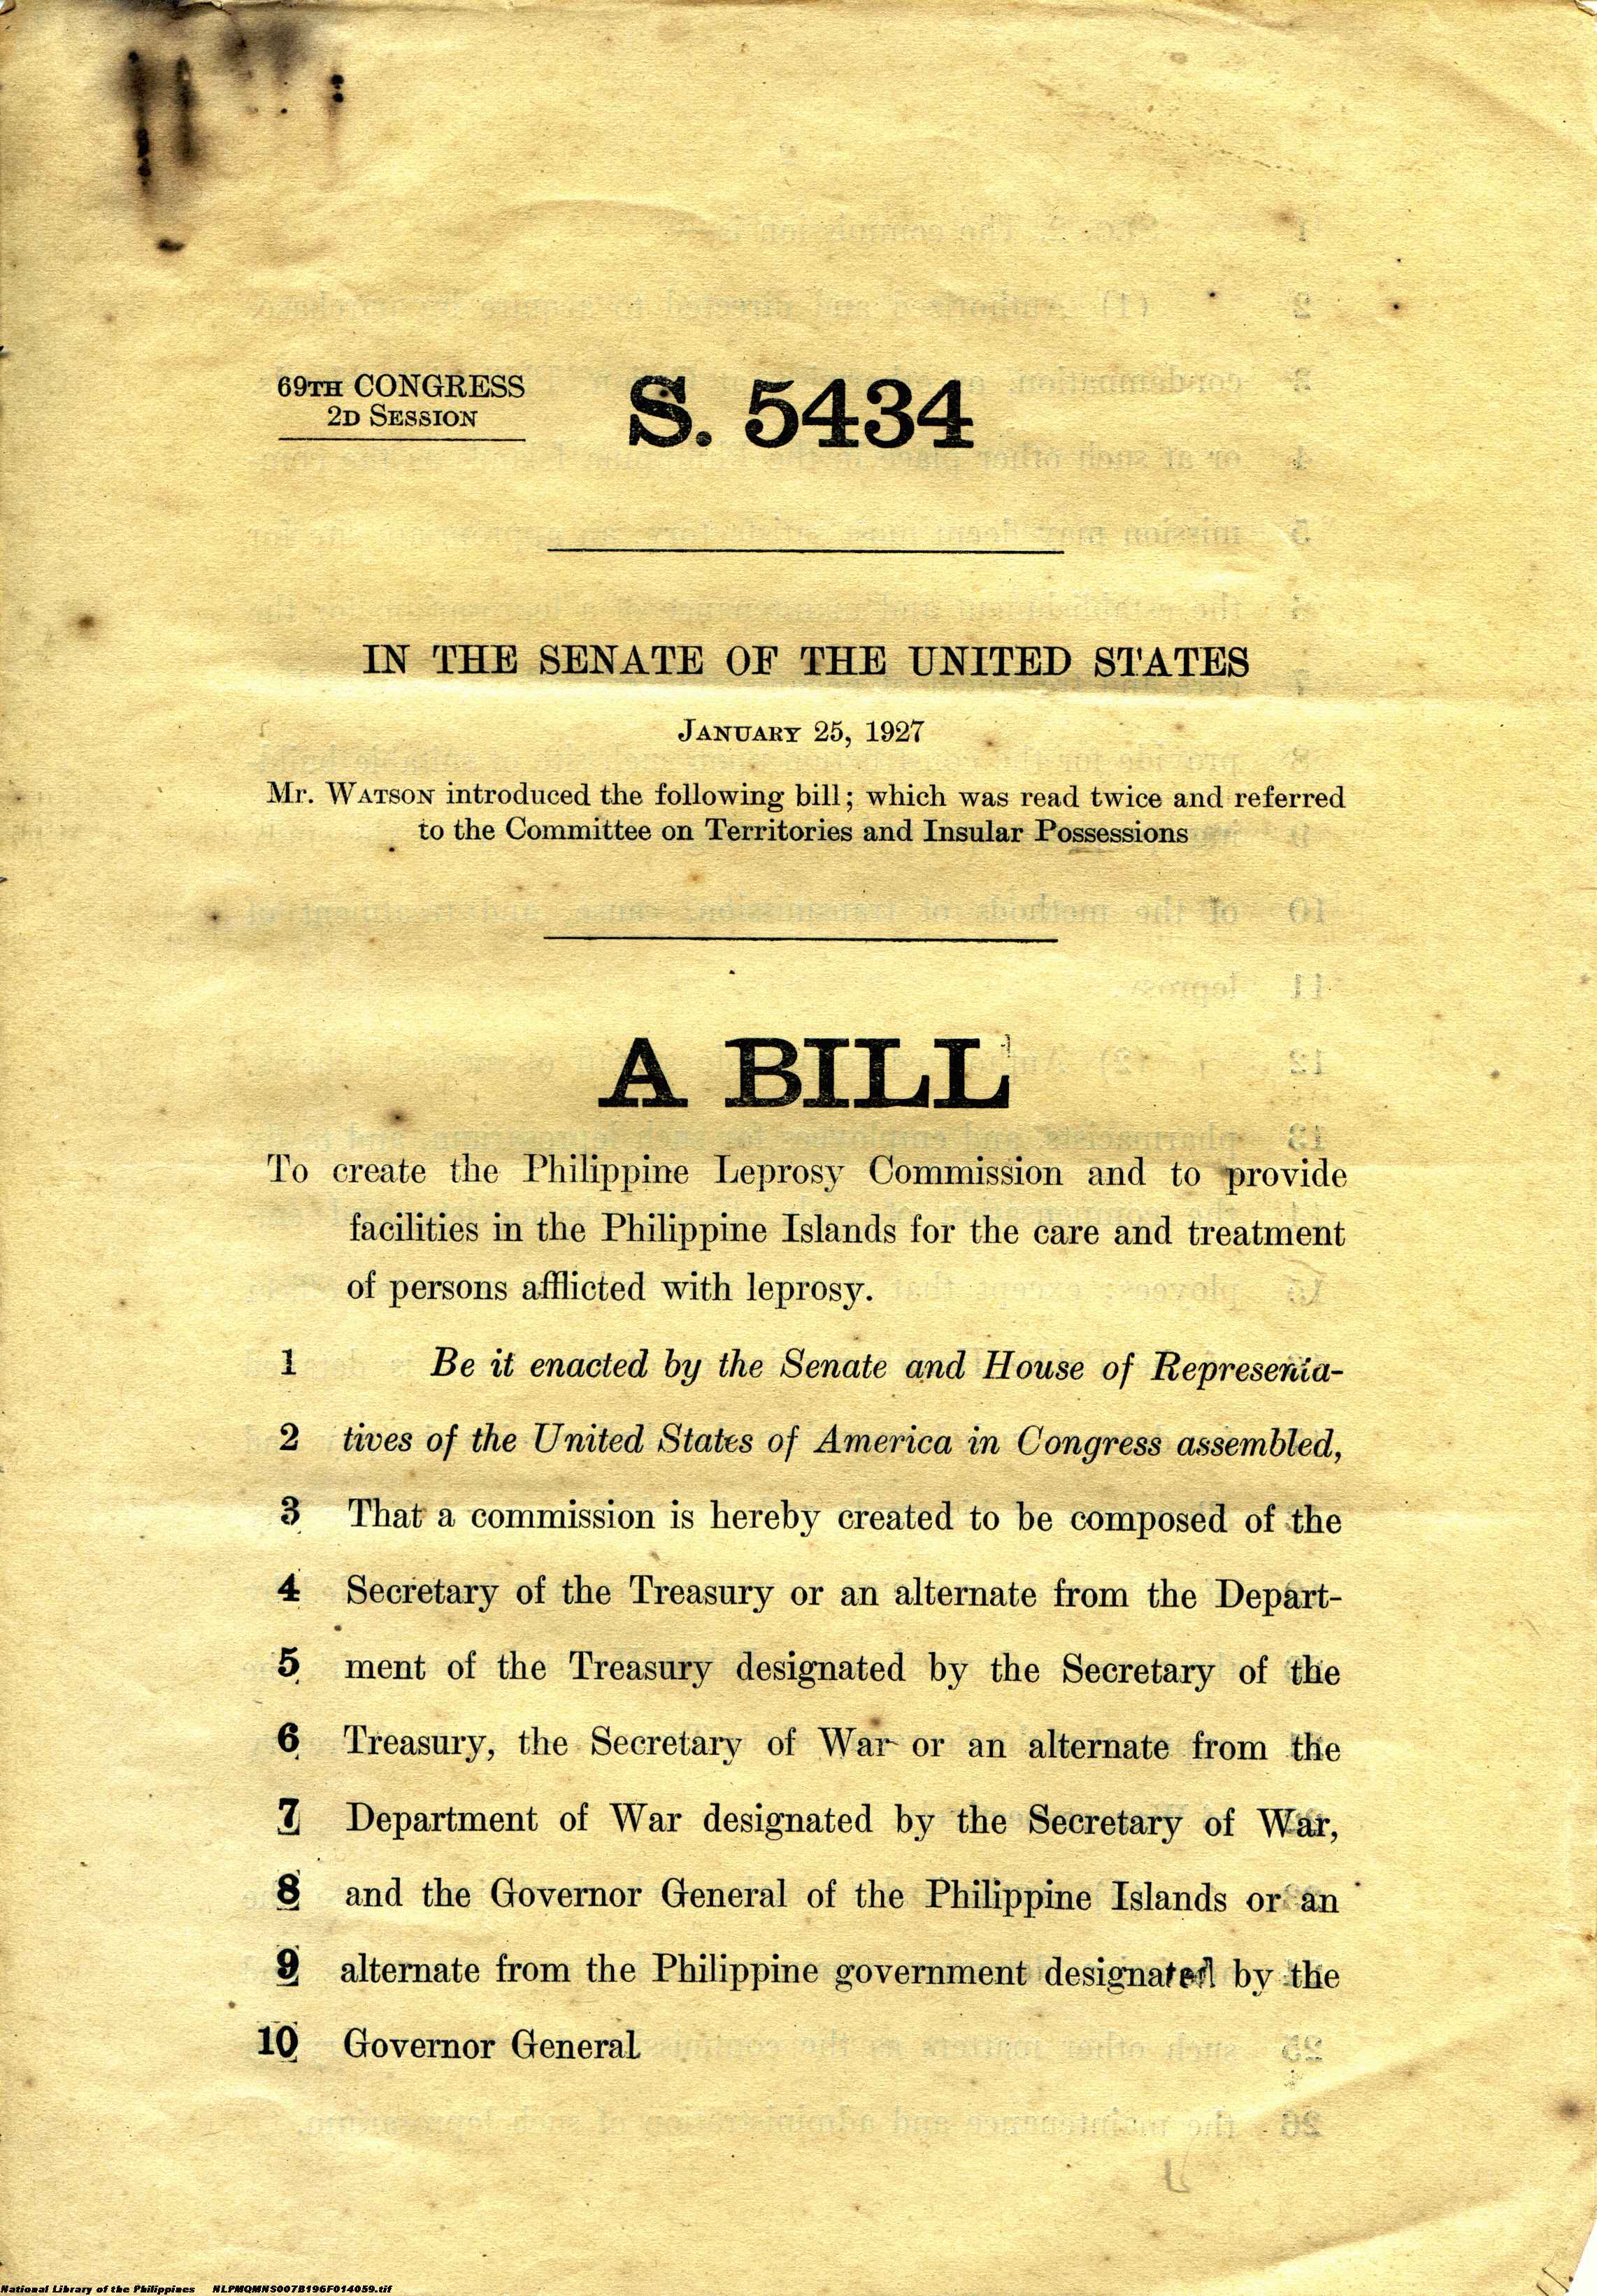 69TH CONGRESS
2D SESSION
S. 5434
IN THE SENATE OF THE UNITED STATES
JANUARY 25, 1927
Mr. WATSON introduced the following bill; which was read twice and referred
to the Committee on Territories and Insular Possessions
A BILL
To create the Philippine Leprosy Commission and to provide
facilities in the Philippine Islands for the care and treatment
of persons afflicted with leprosy.
1 Be it enacted by the Senate and House of Representa-
2 tives of the United States of America in Congress assembled,
3 That a commission is hereby created to be composed of the
4 Secretary of the Treasury or an alternate from the Depart-
5 ment of the Treasury designated by the Secretary of the
6 Treasury, the Secretary of War or an alternate from the
7 Department of War designated by the Secretary of War,
8 and the Governor General of the Philippine Islands or an
9 alternate from the Philippine government designated by the
10 Governor General
National Library of the Philippines NLPMQMNS007B196F014059.tif